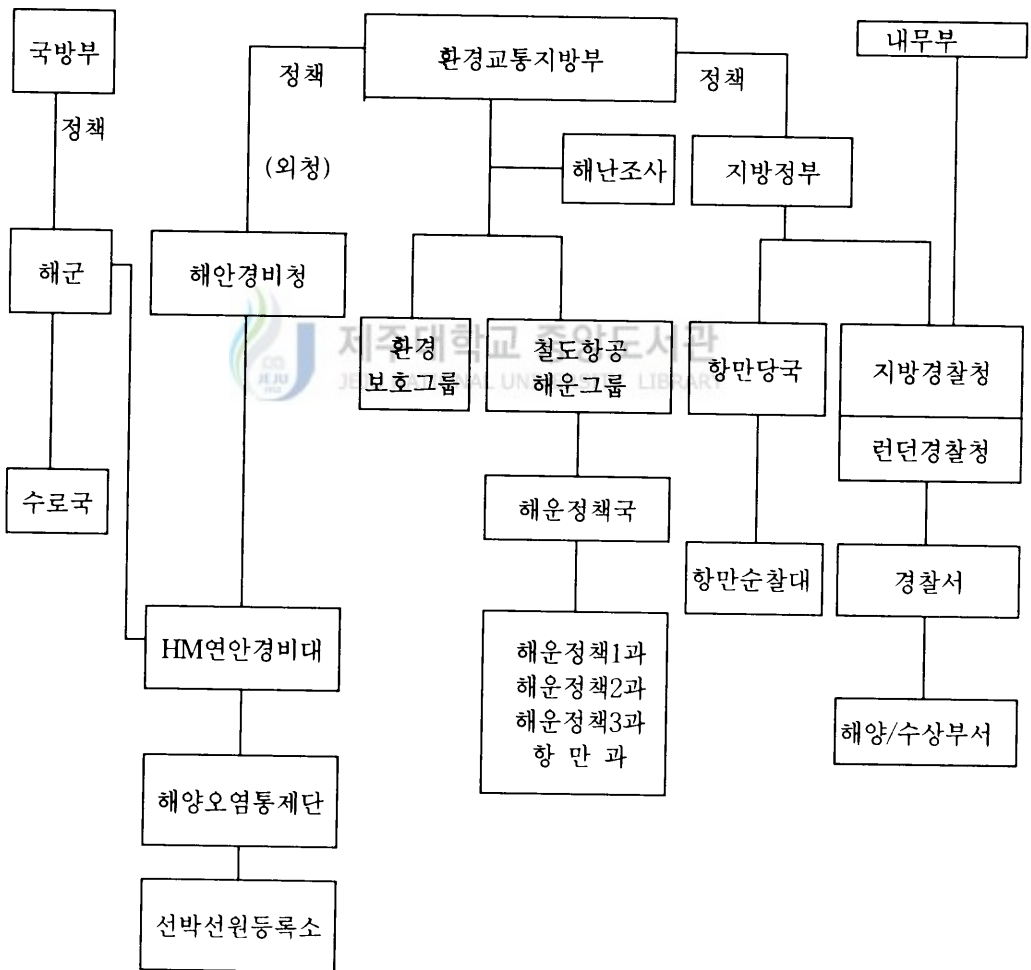 국방부
환경교통지방부
내무부
정책
정책
정책
(외청)
해난조사
지방정부
해군
해안경비청
제주대학교 중앙도서관
JEJU NATIONAL UNIVERSITY LIBRARY
환경
보호그룹
철도항공
해운그룹
항만당국
지방경찰청
런던경찰청
수로국
해운정책국
항만순찰대
경찰서
HM연안경비대
해운정책1과
해운정책2과
해운정책3과
항 만 과
해양/수상부서
해양오염통제단
선박선원등록소